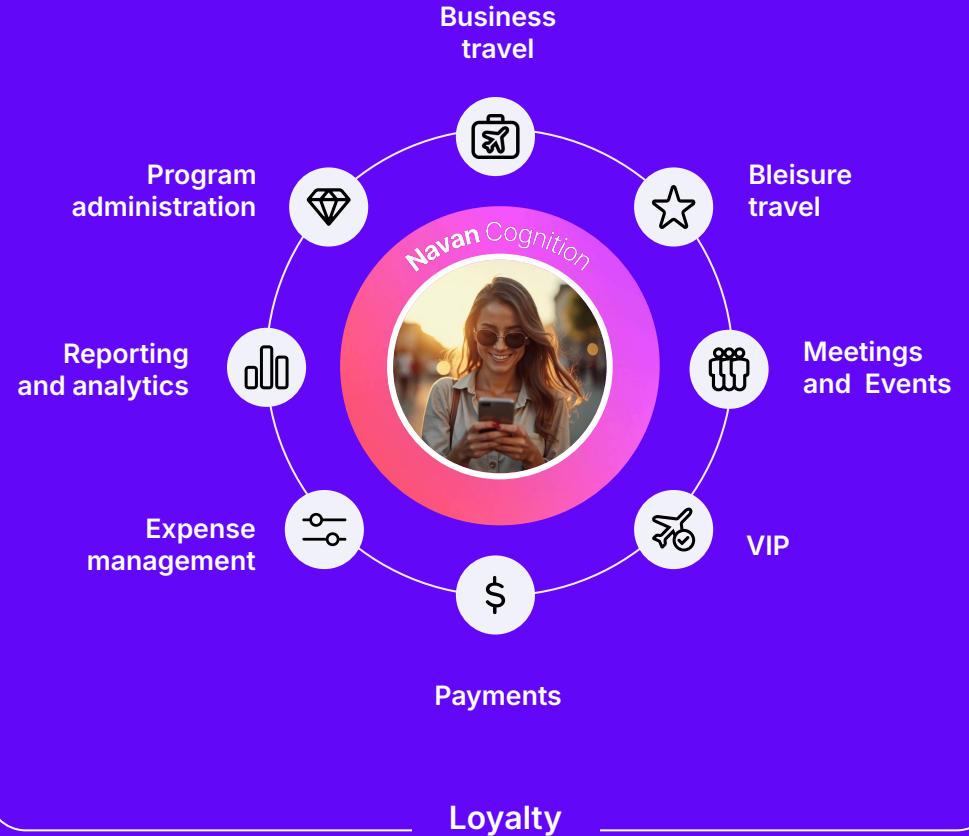 Business
travel
Program
administration
Bleisure
travel
Navan Cognition
Reporting
and analytics
Meetings
and  Events
Expense
management
VIP
$
Payments
Loyalty